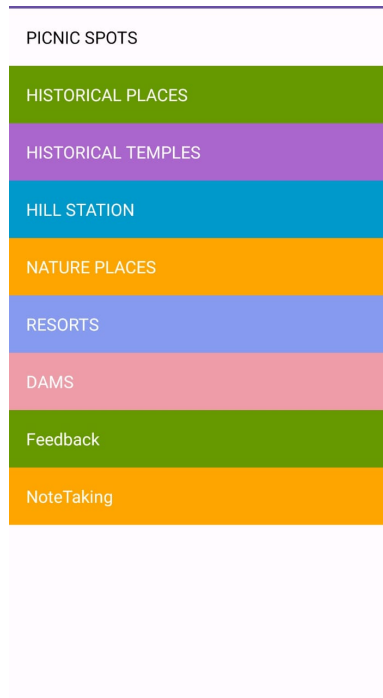 PICNIC SPOTS
HISTORICAL PLACES
HISTORICAL TEMPLES
HILL STATION
NATURE PLACES
RESORTS
DAMS
Feedback
NoteTaking